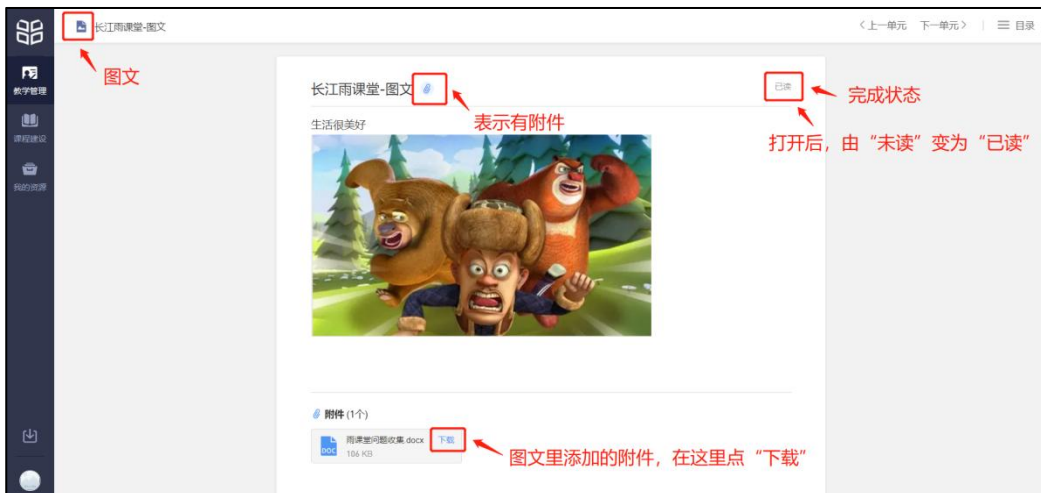 长江雨课堂-图文
〈上一单元 下一单元〉
目录
图文
教学管理
课程建设
我的资源
长江雨课堂-图文
已读
完成状态
表示有附件
打开后，由“未读”变为“已读”
生活很美好
附件 (1个)
DOC
雨课堂问题收集.docx
下载
106 KB
图文里添加的附件，在这里点“下载”